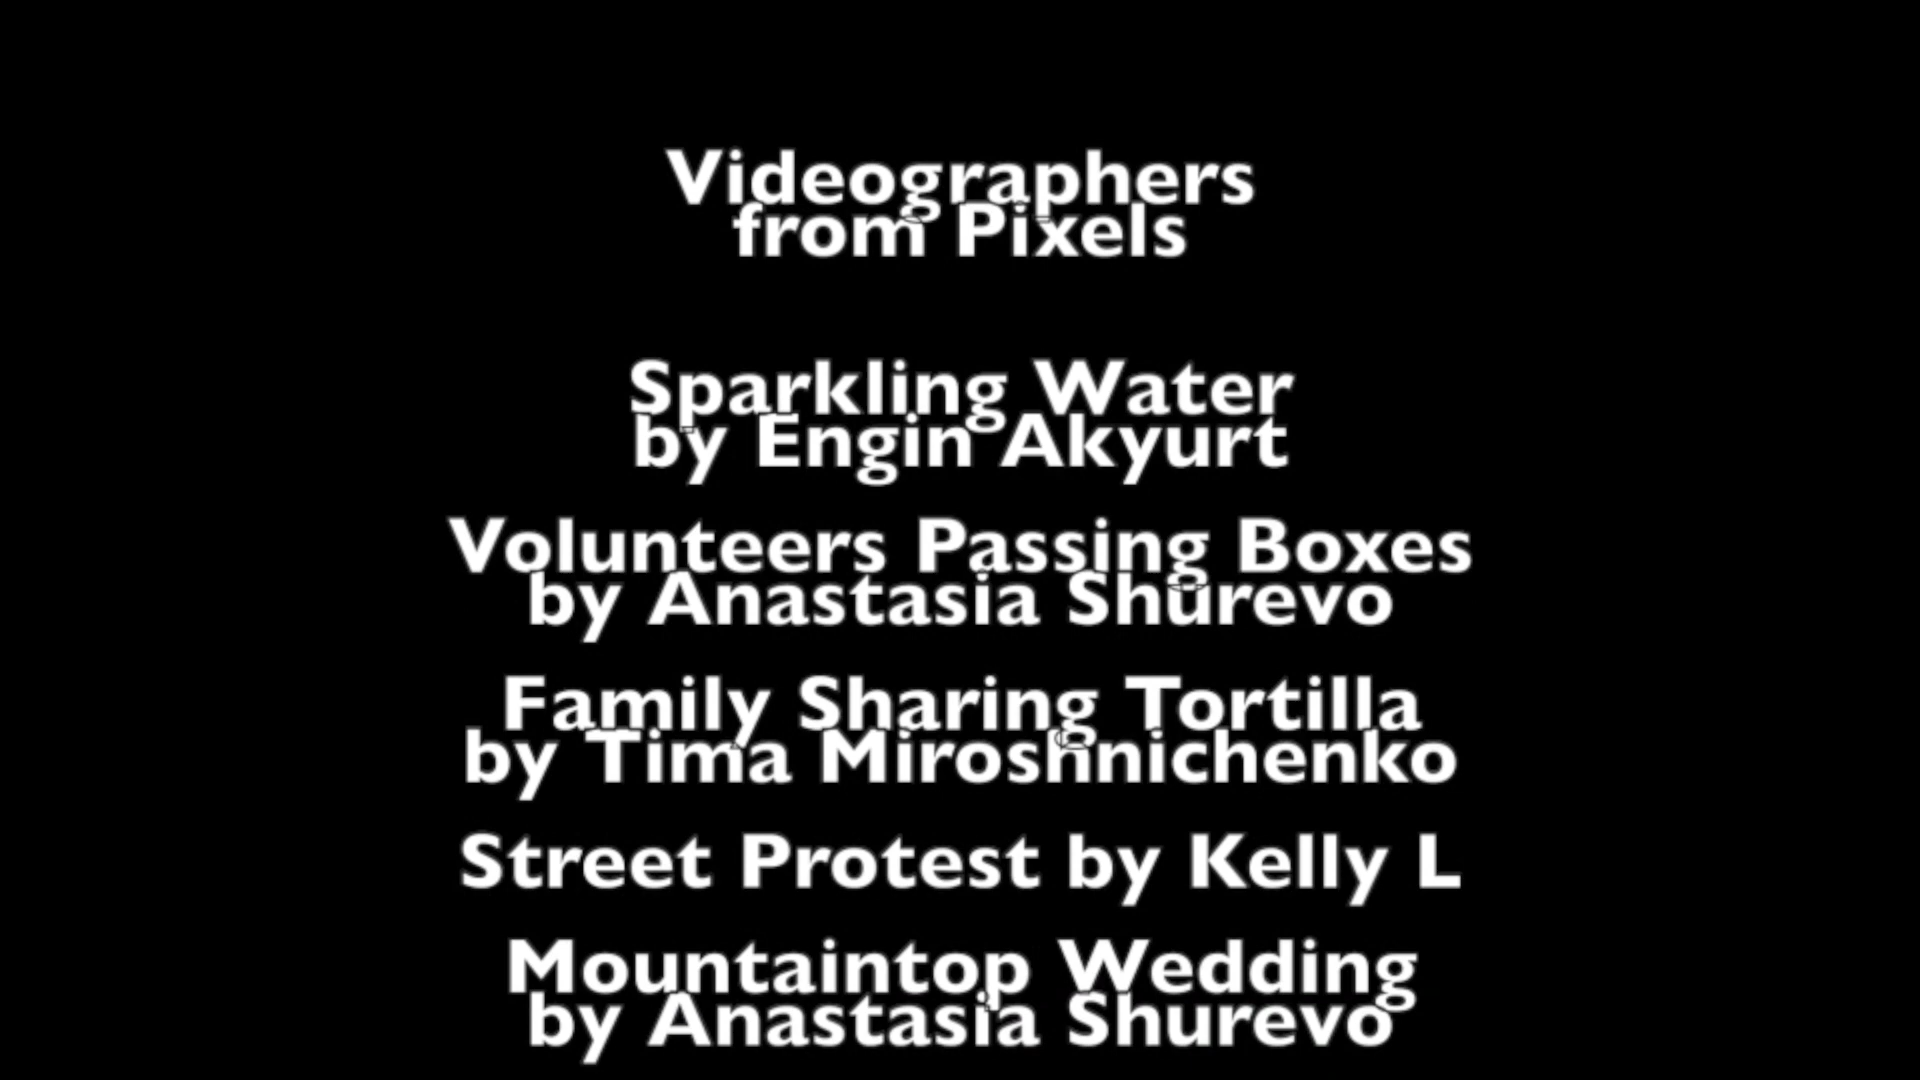 Videographers
from Pixels
Sparkling Water
by Engin Akyurt
Volunteers Passing Boxes
by Anastasia Shurevo
Family Sharing Tortilla
by Tima Miroshnichenko
Street Protest by Kelly L
Mountaintop Wedding
by Anastasia Shurevo